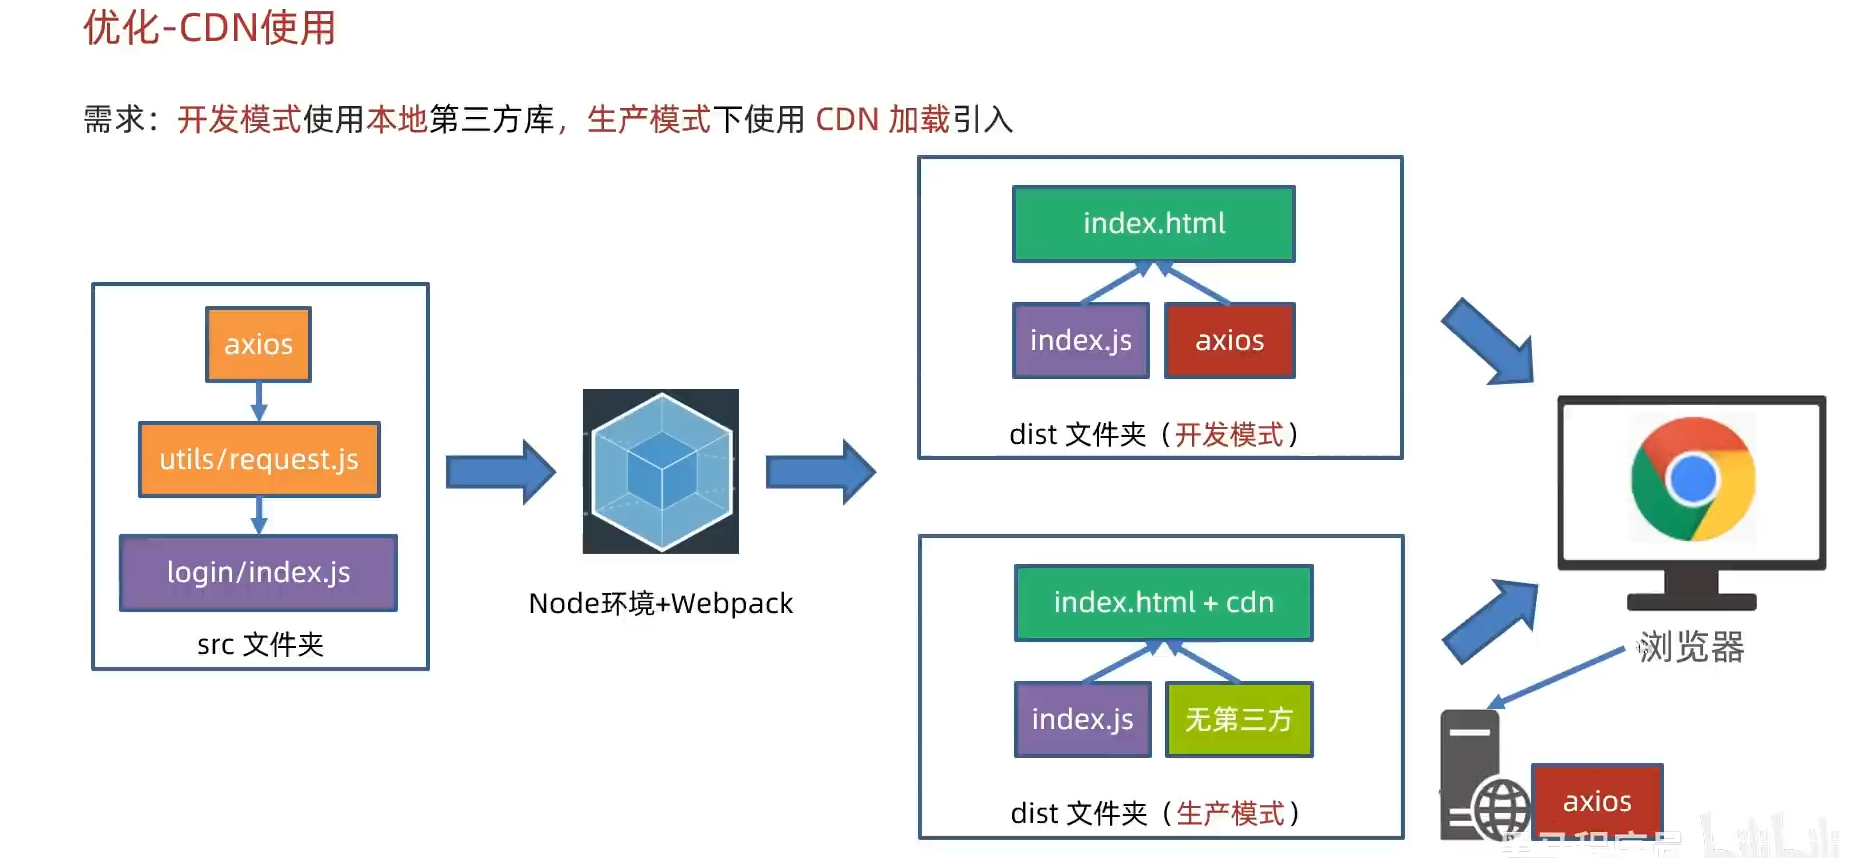 优化-CDN使用
需求：开发模式使用本地第三方库，生产模式下使用 CDN 加载引入
axios
utils/request.js
login/index.js
src 文件夹
Node环境+Webpack
index.html
index.js
axios
dist 文件夹（开发模式）
index.html + cdn
index.js
无第三方
dist 文件夹（生产模式）
浏览器
axios